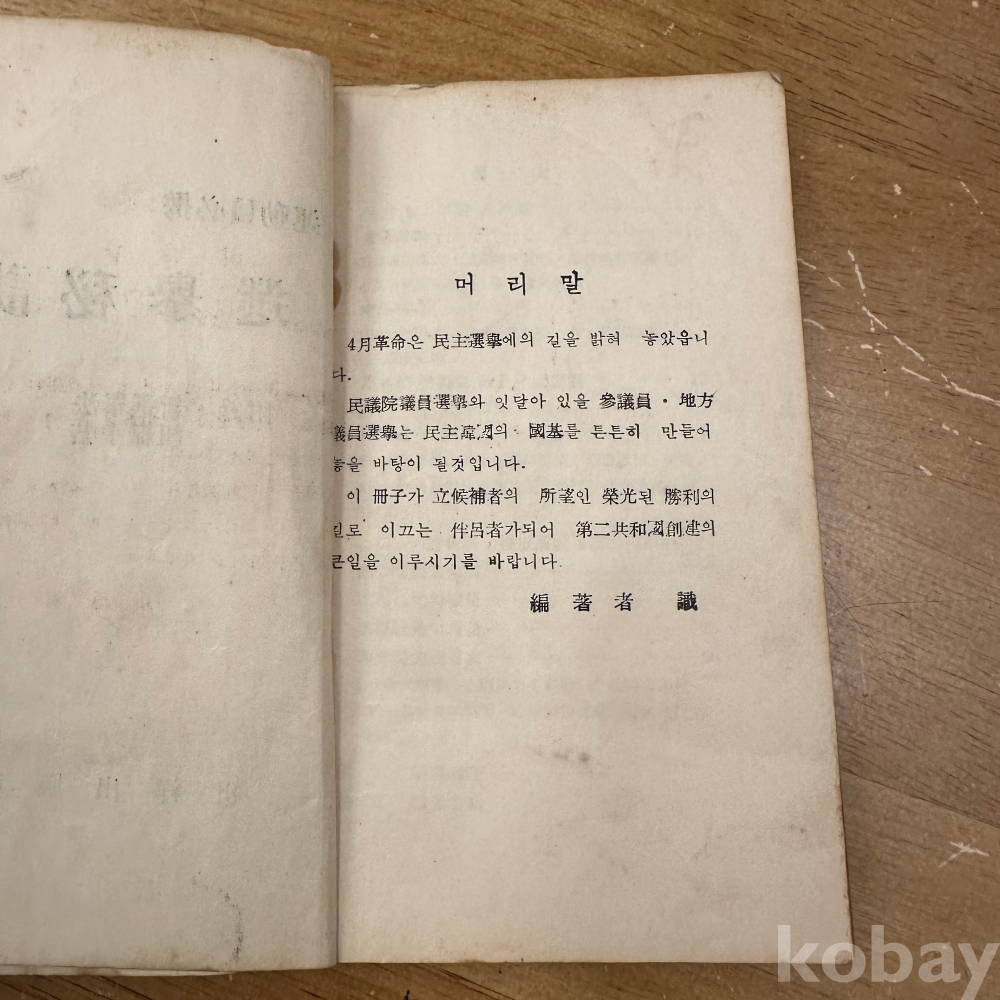 머리말
4月革命은 民主選擧에의 길을 밝혀 놓았읍니
다.
民議院議員選擧와 잇달아 있을 參議員·地方
議員選擧는 民主韓國의 國基를 튼튼히 만들어
놓을 바탕이 될것입니다.
이 冊子가 立候補者의 所望인 榮光된 勝利의
길로 이끄는 伴呂者가되어 第二共和國創建의
큰일을 이루시기를 바랍니다.
編著者 識
kobay